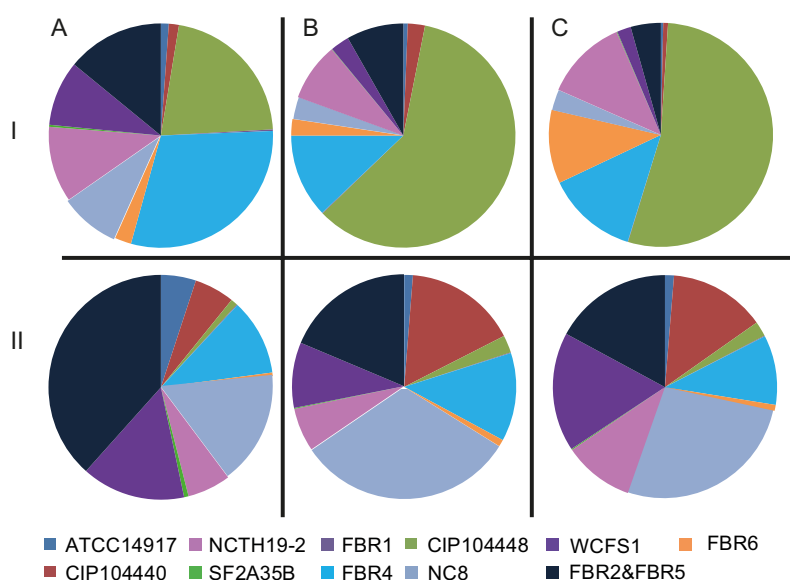 A B C
I
II
ATCC14917 NCTH19-2 FBR1 CIP104448 WCFS1 FBR6
CIP104440 SF2A35B FBR4 NC8 FBR2&FBR5